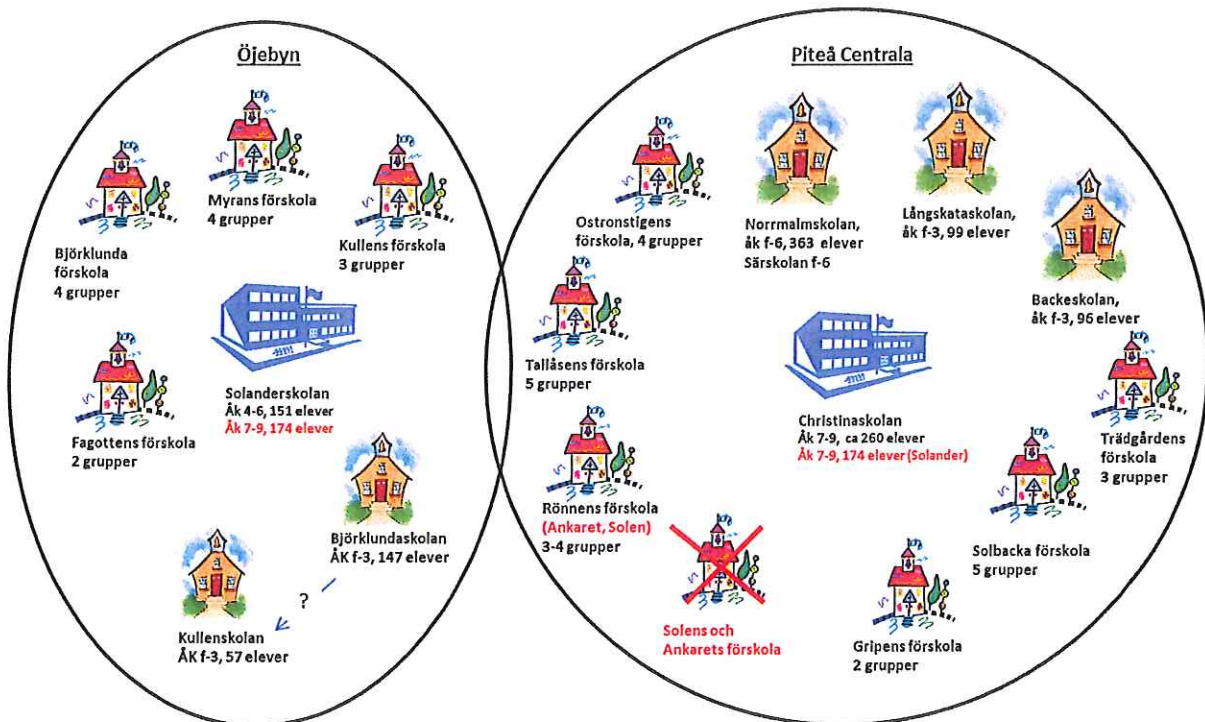 Öjebyn
Myrans förskola
4 grupper
Björklunda
förskola
4 grupper
Kullens förskola
3 grupper
Solanderskolan
Åk 4-6, 151 elever
Åk 7-9, 174 elever
Fagottens förskola
2 grupper
Björklundaskolan
ÅK f-3, 147 elever
?
Kullenskolan
ÅK f-3, 57 elever
Piteå Centrala
Ostronstigens
förskola, 4 grupper
Norrmalmskolan,
åk f-6, 363 elever
Särskolan f-6
Långskataskolan,
åk f-3, 99 elever
Backeskolan,
åk f-3, 96 elever
Tallåsens förskola
5 grupper
Christinaskolan
Åk 7-9, ca 260 elever
Åk 7-9, 174 elever (Solander)
Trädgårdens
förskola
3 grupper
Rönnens förskola
(Ankaret, Solen)
3-4 grupper
Solbacka förskola
5 grupper
Solens och
Ankarets förskola
Gripens förskola
2 grupper